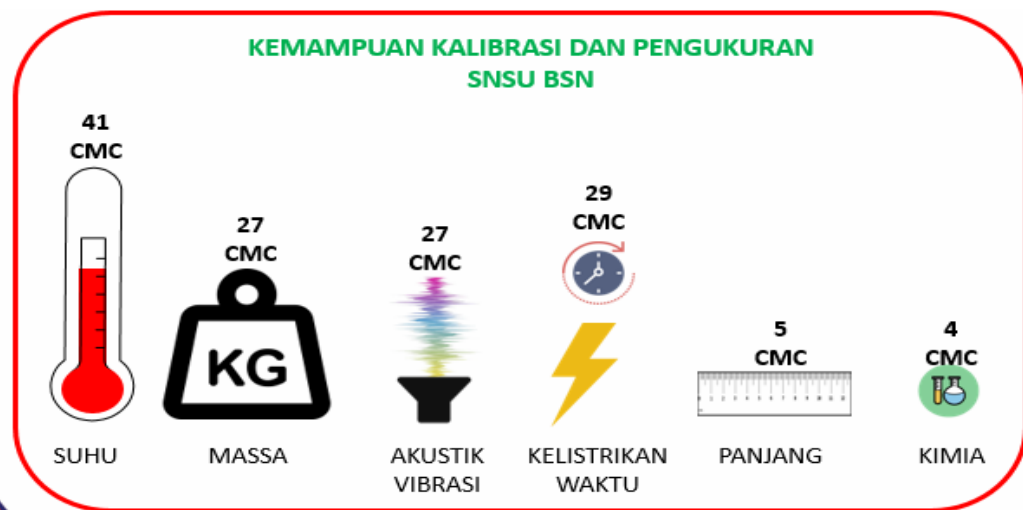 KEMAMPUAN KALIBRASI DAN PENGUKURAN
SNSU BSN
41
CMC
27
CMC
27
CMC
29
CMC
5
CMC
4
CMC
KG
SUHU
MASSA
AKUSTIK
VIBRASI
KELISTRIKAN
WAKTU
PANJANG
KIMIA